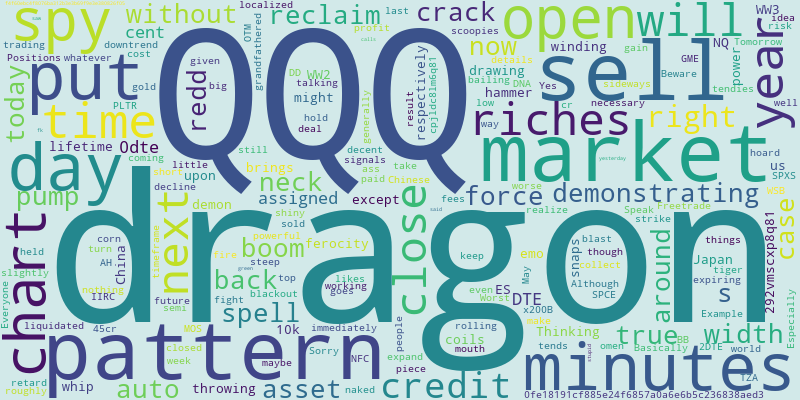 spy without localized reclaim last crack scoopies open will WW3 idea
trading downtrend cent OTM grandfathered profit calls now winding NQ Tomorrow risk
Positions whatever cost gold redd given DD WW2 talking respectively cp1ldc8lm6q81 drawing bailing DNA sell gain GME year
put QQQ might hold deal generally result hammer Yes sideways Beware power tendies
today PLTR big low cr necessary details well
time riches right
lifetime Odte still decent signals ass paid way market yesterday hoard
day coming little upon brings neck take Chinese us SPXS
pump decline demon assigned except fees worse force demonstrating
chart next short timeframe shiny sold close realize Speak strike Freetrade case 292vmscxp8q81
held corn turn AH China steep powerful ferocity boom said keep emo snaps blast though around Japan things
dragon
slightly nothing IIRC future semi back top likes working goes even Worst ES May Although SPCE collect s tiger expiring
Everyone liquidated 45cr spell fight blackout 10k immediately people rolling coils DTE x200B Thinking true Example width Especially
pattern MOS closed week maybe Sorry NFC expand mouth tends omen Basically BB 2DTE world
retard roughly auto whip throwing asset naked piece credit minutes TZA
0fe18191cf885e24f6857a0a6e6b5c236838aed3